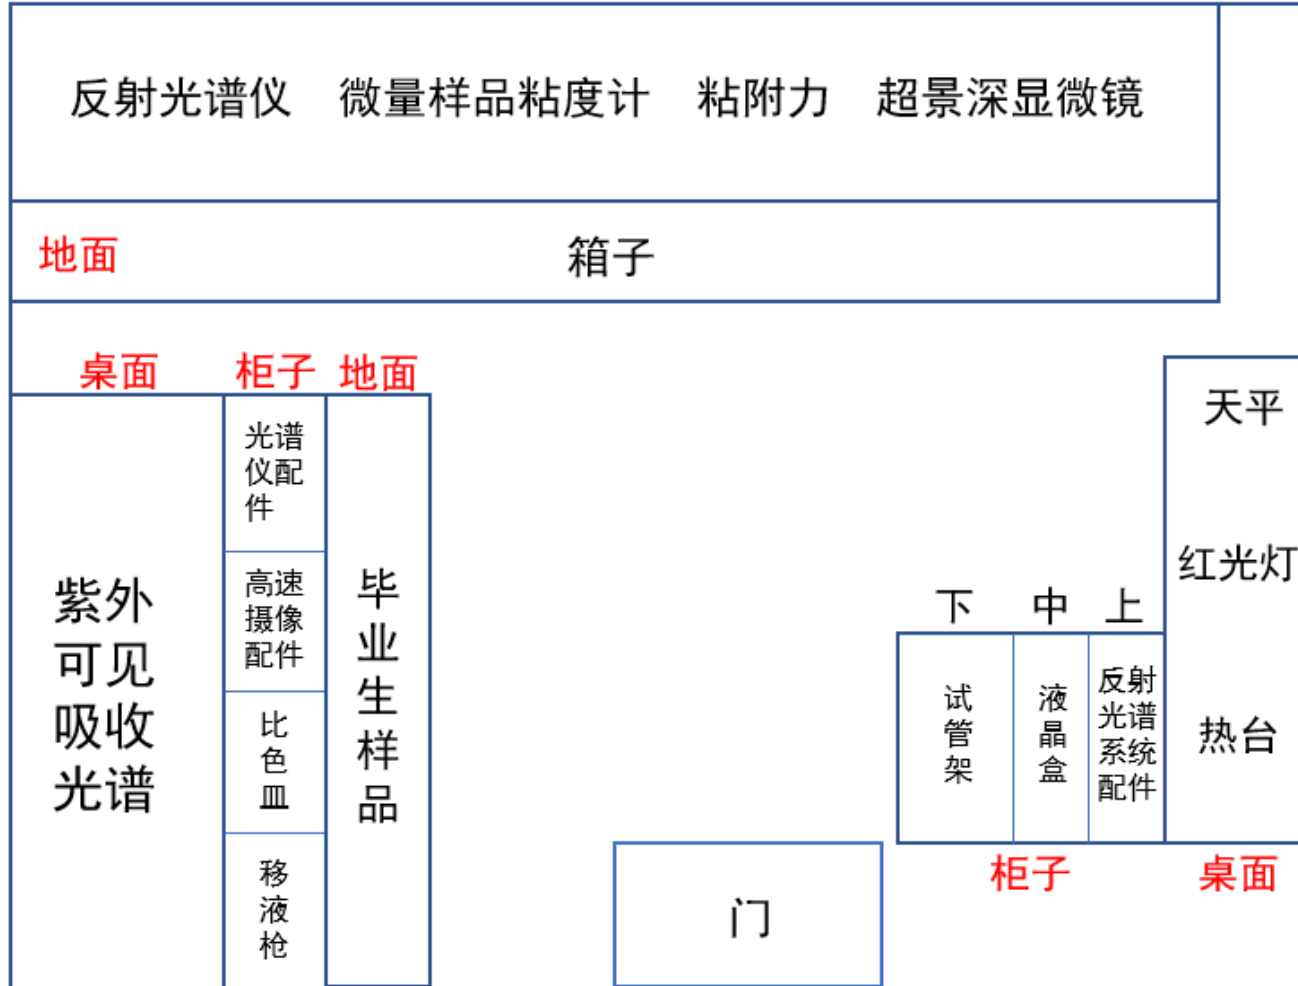 反射光谱仪 微量样品粘度计 粘附力 超景深显微镜
地面 箱子
桌面 柜子 地面
紫外
可见
吸收
光谱
光谱
仪配
件
高速
摄像
配件
比
色
皿
移
液
枪
毕
业
生
样
品
门
下 中 上
试
管
架
液
晶
盒
反射
光谱
系统
配件
柜子
天平
红光灯
热台
桌面